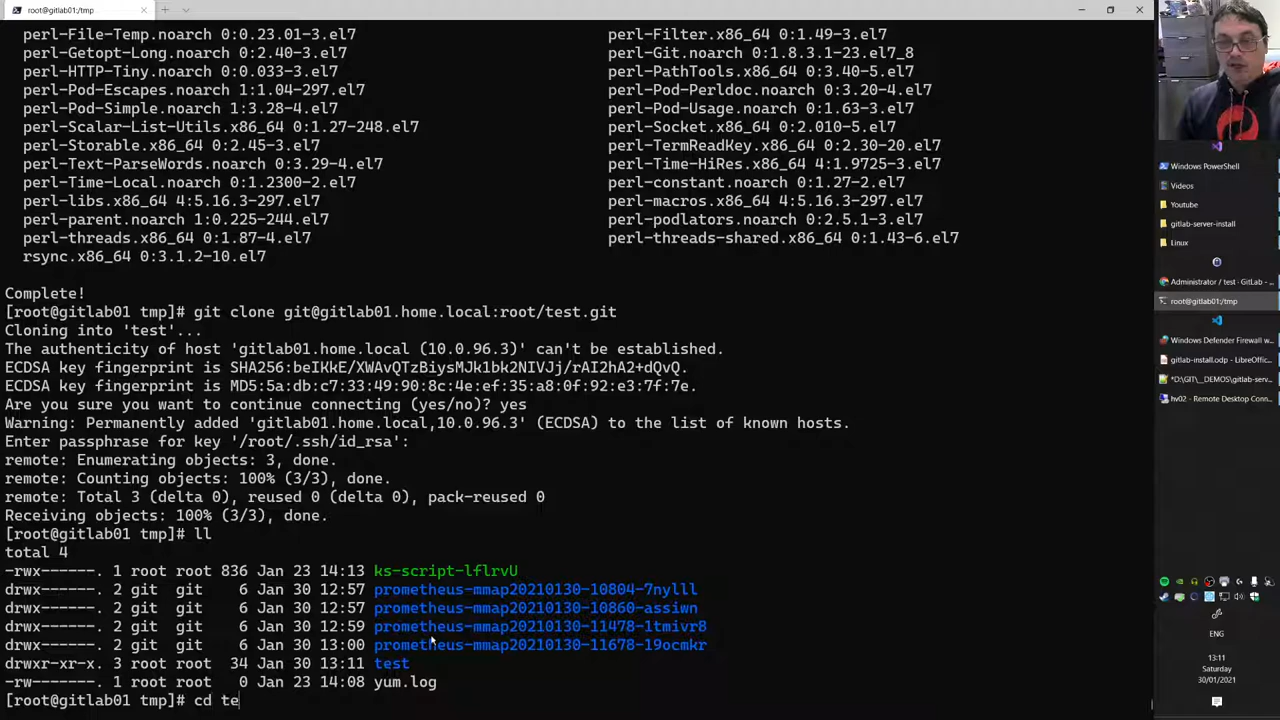 root@gitlab01:/tmp
perl-File-Temp.noarch 0:0.23.01-3.el7 perl-Filter.x86_64 0:1.49-3.el7
perl-Getopt-Long.noarch 0:2.40-3.el7 perl-Git.noarch 0:1.8.3.1-23.el7_8
perl-HTTP-Tiny.noarch 0:0.033-3.el7 perl-PathTools.x86_64 0:3.40-5.el7
perl-Pod-Escapes.noarch 1:1.04-297.el7 perl-Pod-Perldoc.noarch 0:3.20-4.el7
perl-Pod-Simple.noarch 1:3.28-4.el7 perl-Pod-Usage.noarch 0:1.63-3.el7
perl-Scalar-List-Utils.x86_64 0:1.27-248.el7 perl-Socket.x86_64 0:2.010-5.el7
perl-Storable.x86_64 0:2.45-3.el7 perl-TermReadKey.x86_64 0:2.30-20.el7
perl-Text-ParseWords.noarch 0:3.29-4.el7 perl-Time-HiRes.x86_64 4:1.9725-3.el7
perl-Time-Local.noarch 0:1.2300-2.el7 perl-constant.noarch 0:1.27-2.el7
perl-libs.x86_64 4:5.16.3-297.el7 perl-macros.x86_64 4:5.16.3-297.el7
perl-parent.noarch 1:0.225-244.el7 perl-podlators.noarch 0:2.5.1-3.el7
perl-threads.x86_64 0:1.87-4.el7 perl-threads-shared.x86_64 0:1.43-6.el7
rsync.x86_64 0:3.1.2-10.el7
Complete!
[root@gitlab01 tmp]# git clone git@gitlab01.home.local:root/test.git
Cloning into 'test'...
The authenticity of host 'gitlab01.home.local (10.0.96.3)' can't be established.
ECDSA key fingerprint is SHA256:beIKkE/XWAvQTzBiysMJk1bk2NIVJj/rAI2hA2+dQvQ.
ECDSA key fingerprint is MD5:5a:db:c7:33:49:90:8c:4e:ef:35:a8:0f:92:e3:7f:7e.
Are you sure you want to continue connecting (yes/no)? yes
Warning: Permanently added 'gitlab01.home.local,10.0.96.3' (ECDSA) to the list of known hosts.
Enter passphrase for key '/root/.ssh/id_rsa':
remote: Enumerating objects: 3, done.
remote: Counting objects: 100% (3/3), done.
remote: Total 3 (delta 0), reused 0 (delta 0), pack-reused 0
Receiving objects: 100% (3/3), done.
[root@gitlab01 tmp]# ll
total 4
-rwx------. 1 root root 836 Jan 23 14:13 ks-script-lflrvU
drwx------. 2 git git 6 Jan 30 12:57 prometheus-mmap20210130-10804-7nylll
drwx------. 2 git git 6 Jan 30 12:57 prometheus-mmap20210130-10860-assiwn
drwx------. 2 git git 6 Jan 30 12:59 prometheus-mmap20210130-11478-1tmivr8
drwx------. 2 git git 6 Jan 30 13:00 prometheus-mmap20210130-11678-19ocmkr
drwxr-xr-x. 3 root root 34 Jan 30 13:11 test
-rw-------. 1 root root 0 Jan 23 14:08 yum.log
[root@gitlab01 tmp]# cd te
Windows PowerShell
Videos
Youtube
gitlab-server-install
Linux
Administrator / test · GitLab - ...
root@gitlab01:/tmp
Windows Defender Firewall w...
gitlab-install.odp - LibreOffic...
*D:\GIT\__DEMOS\gitlab-serv...
hv02 - Remote Desktop Conn...
ENG
13:11
Saturday
30/01/2021